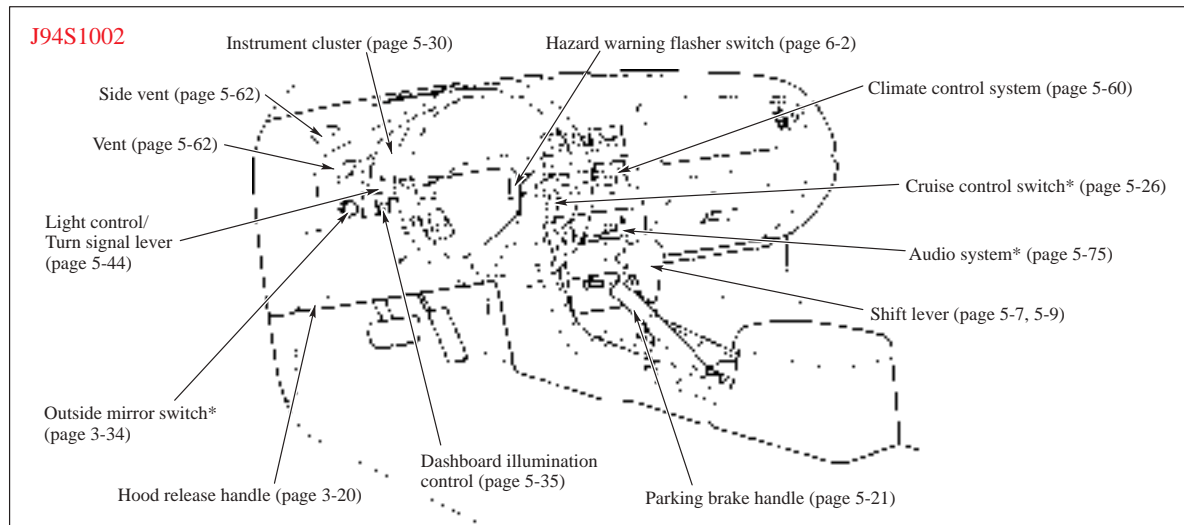 J94S1002
Instrument cluster (page 5-30)
Hazard warning flasher switch (page 6-2)
Side vent (page 5-62)
Climate control system (page 5-60)
Vent (page 5-62)
Cruise control switch* (page 5-26)
Light control/
Turn signal lever
(page 5-44)
Audio system* (page 5-75)
Shift lever (page 5-7, 5-9)
Outside mirror switch*
(page 3-34)
Dashboard illumination
control (page 5-35)
Hood release handle (page 3-20)
Parking brake handle (page 5-21)